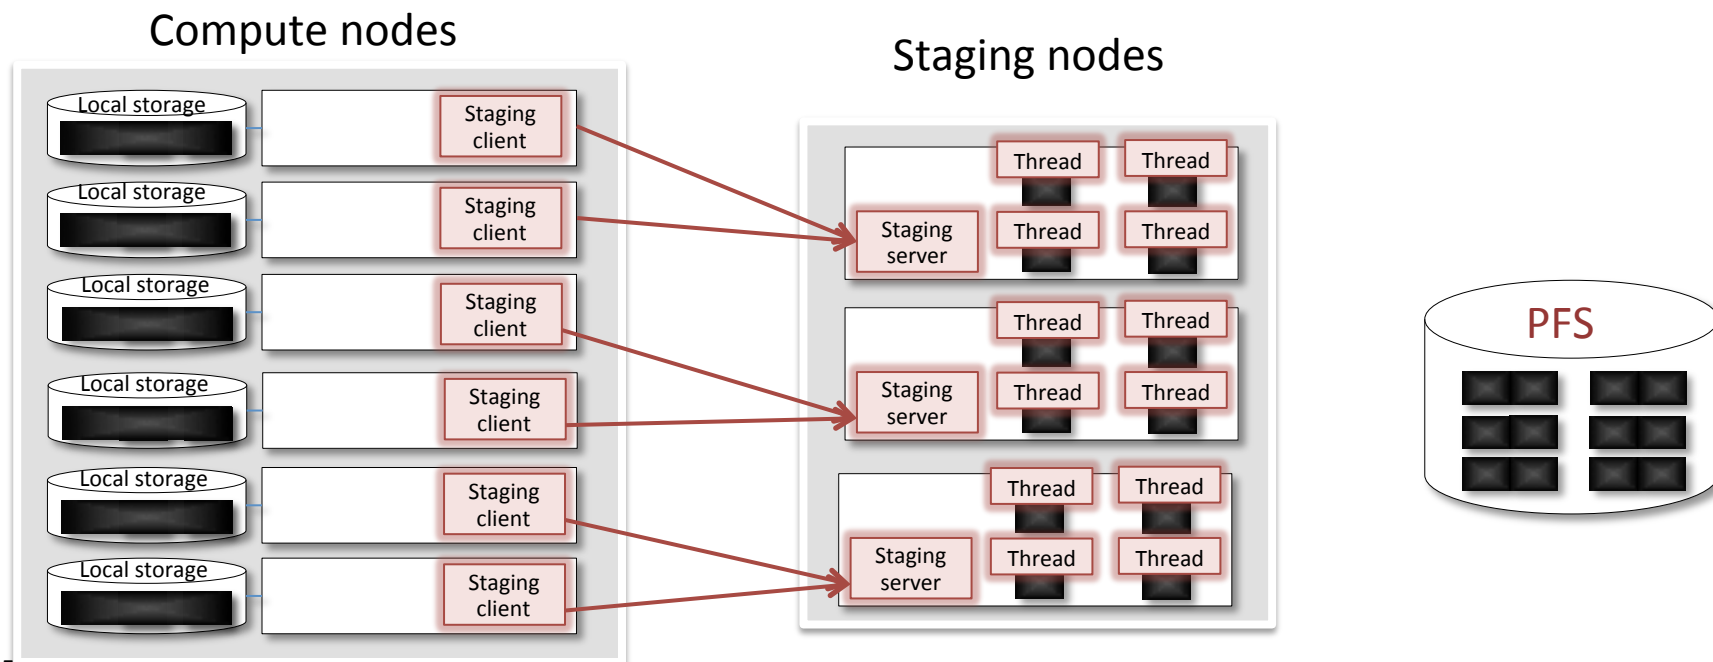 Compute nodes
Staging nodes
Local storage
Staging
client
Local storage
Staging
client
Local storage
Staging
client
Local storage
Staging
client
Local storage
Staging
client
Local storage
Staging
client
Thread
Thread
Thread
Thread
Staging
server
Thread
Thread
Thread
Thread
Staging
server
Thread
Thread
Thread
Thread
Staging
server
PFS